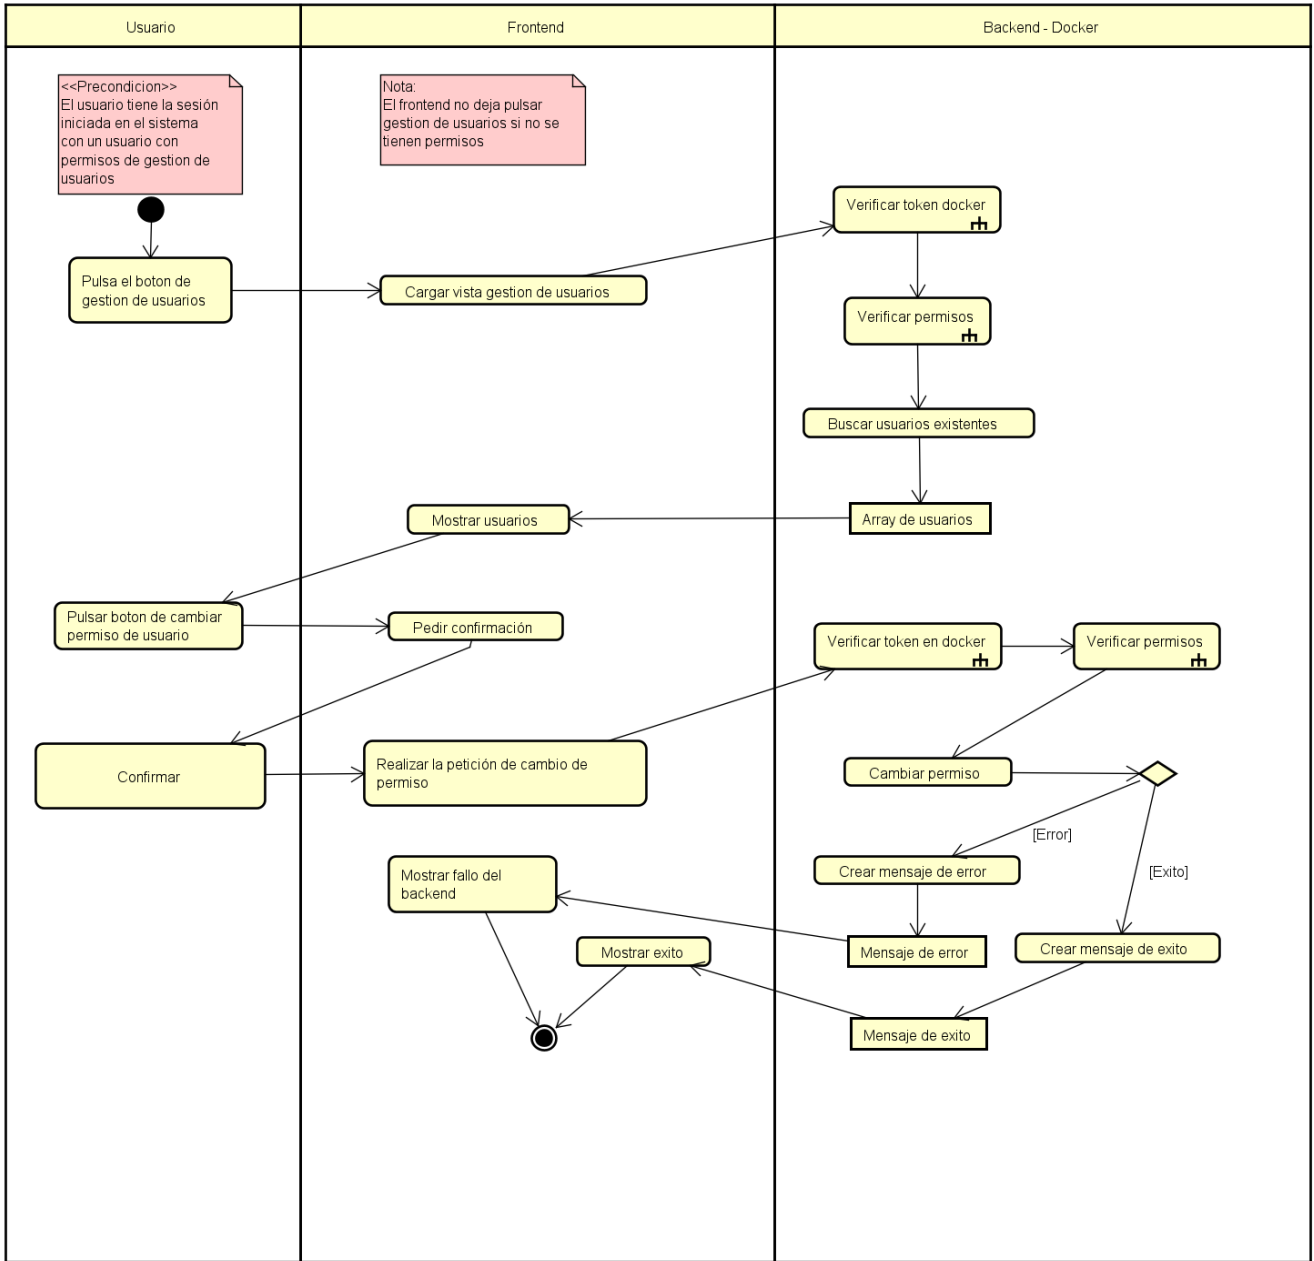 Usuario
Frontend
Backend - Docker
<<Precondicion>>
El usuario tiene la sesión
iniciada en el sistema
con un usuario con
permisos de gestion de
usuarios
Nota:
El frontend no deja pulsar
gestion de usuarios si no se
tienen permisos
Verificar token docker
Pulsa el boton de
gestion de usuarios
Cargar vista gestion de usuarios
Verificar permisos
Buscar usuarios existentes
Mostrar usuarios
Array de usuarios
Pulsar boton de cambiar
permiso de usuario
Pedir confirmación
Verificar token en docker
Verificar permisos
Confirmar
Realizar la petición de cambio de
permiso
Cambiar permiso
[Error]
[Exito]
Mostrar fallo del
backend
Crear mensaje de error
Mostrar exito
Mensaje de error
Crear mensaje de exito
Mensaje de exito